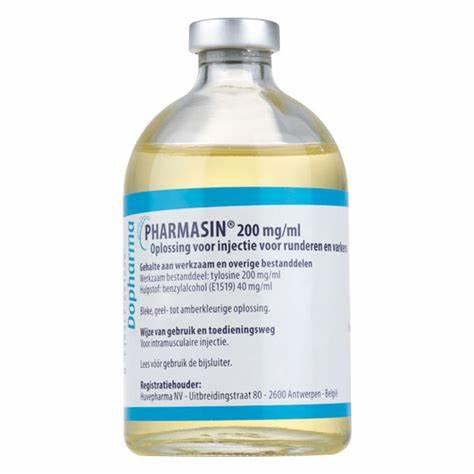 Dopharma
PHARMASIN® 200 mg/ml
Oplossing voor injectie voor runderen en varkens
Gehalte aan werkzaam en overige bestanddelen
Werkzaam bestanddeel: tylosine 200 mg/ml
Hulpstof: benzylalcohol (E1519) 40 mg/ml
Bleke, geel- tot amberkleurige oplossing.
Wijze van gebruik en toedieningsweg
Voor intramusculaire injectie.
Lees vóór gebruik de bijsluiter.
Registratiehouder:
Huvepharma NV - Uitbreidingstraat 80 - 2600 Antwerpen - België